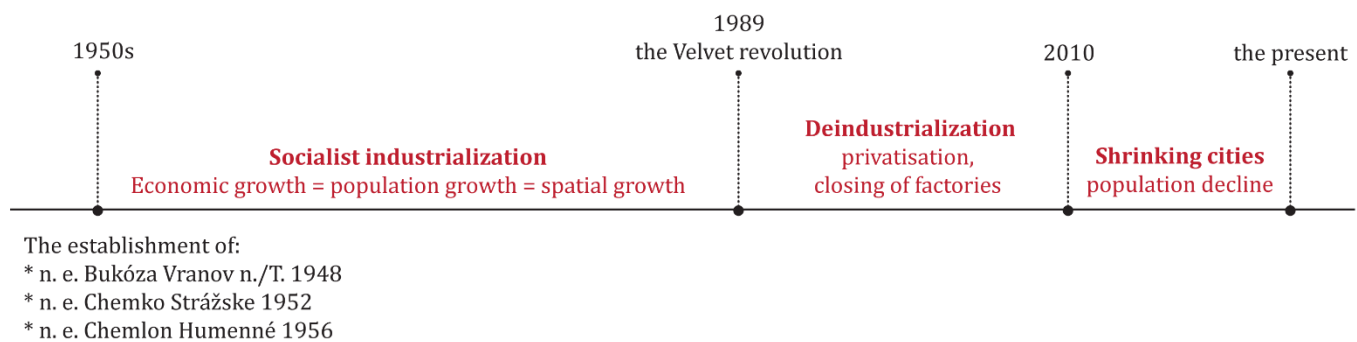 1950s
1989
the Velvet revolution
2010
the present
Socialist industrialization
Economic growth = population growth = spatial growth
Deindustrialization
privatisation,
closing of factories
Shrinking cities
population decline
The establishment of:
* n. e. Bukóza Vranov n./T. 1948
* n. e. Chemko Strážske 1952
* n. e. Chemlon Humenné 1956